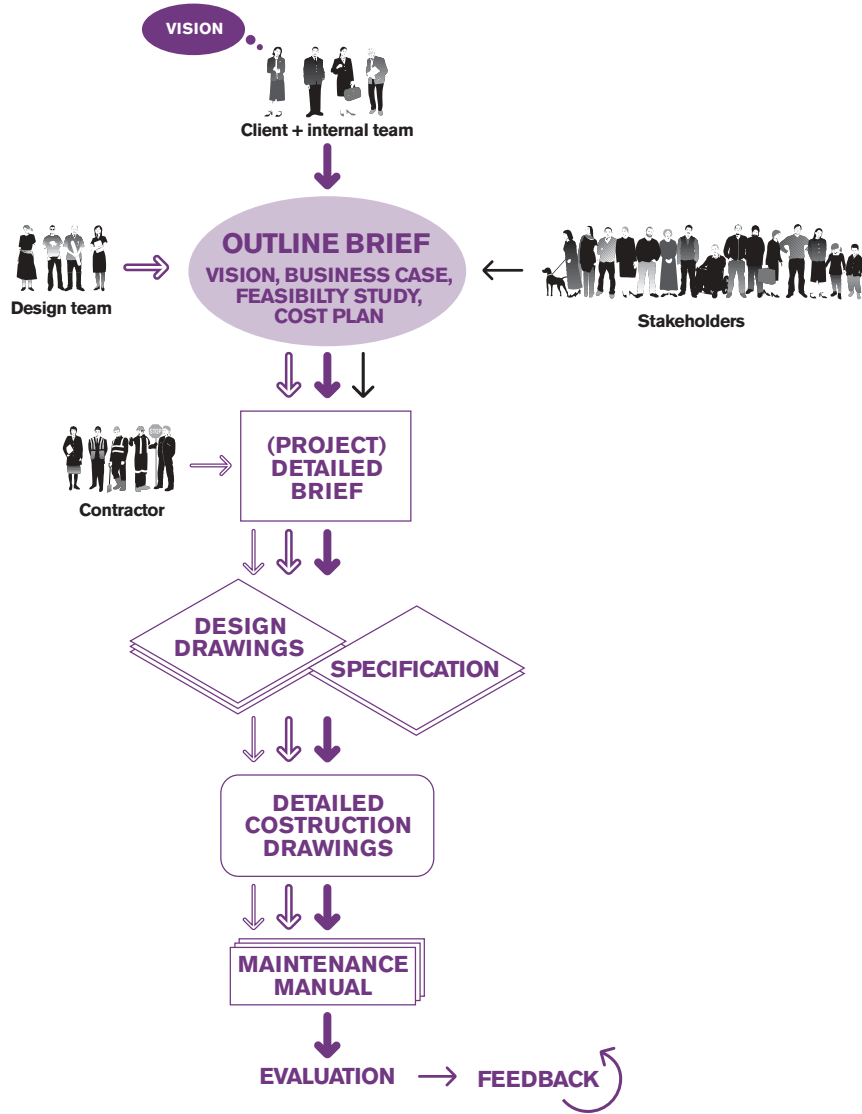 VISION
Client + internal team
OUTLINE BRIEF
VISION, BUSINESS CASE,
FEASIBILTY STUDY,
COST PLAN
Design team
Stakeholders
(PROJECT)
DETAILED
BRIEF
STOP
Contractor
DESIGN
DRAWINGS
SPECIFICATION
DETAILED
COSTRUCTION
DRAWINGS
MAINTENANCE
MANUAL
EVALUATION
FEEDBACK